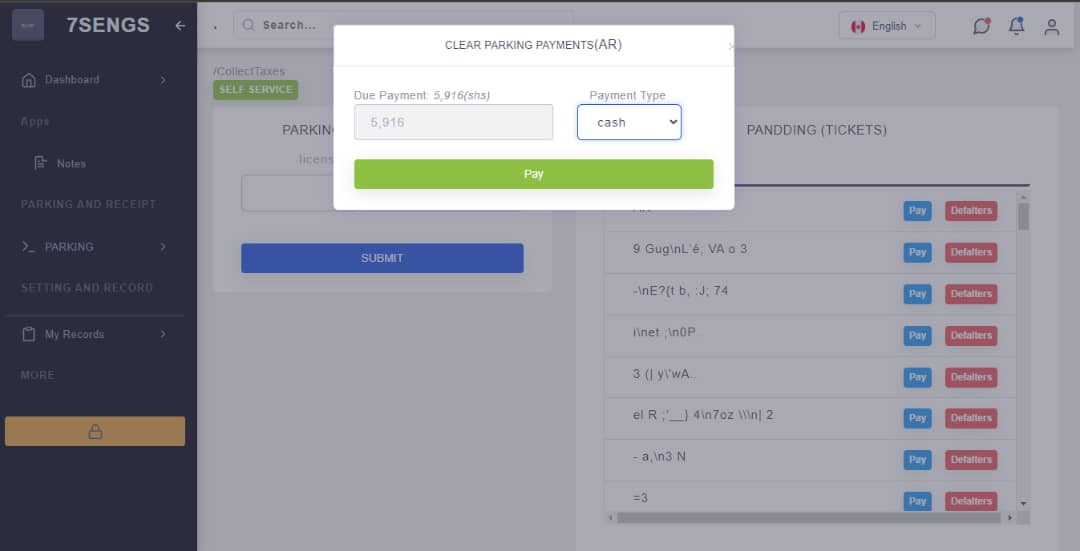 7SENGS
Search...
English
Dashboard
Apps
Notes
PARKING AND RECEIPT
PARKING
SETTING AND RECORD
My Records
MORE
/CollectTaxes
SELF SERVICE
PARKIN
licens
SUBMIT
CLEAR PARKING PAYMENTS(AR)
×
Due Payment: 5,916(shs)
Payment Type
5,916
cash
Pay
PANDDING (TICKETS)
Pay Defalters
9 Gug\nL'é; VA o 3 Pay Defalters
-\nE?{t b, :J; 74 Pay Defalters
i\net ;\n0P. Pay Defalters
3 (| y\'wA.. Pay Defalters
el R ;'__} 4\n7oz \\\n| 2 Pay Defalters
- a,\n3 N Pay Defalters
=3 Pay Defalters